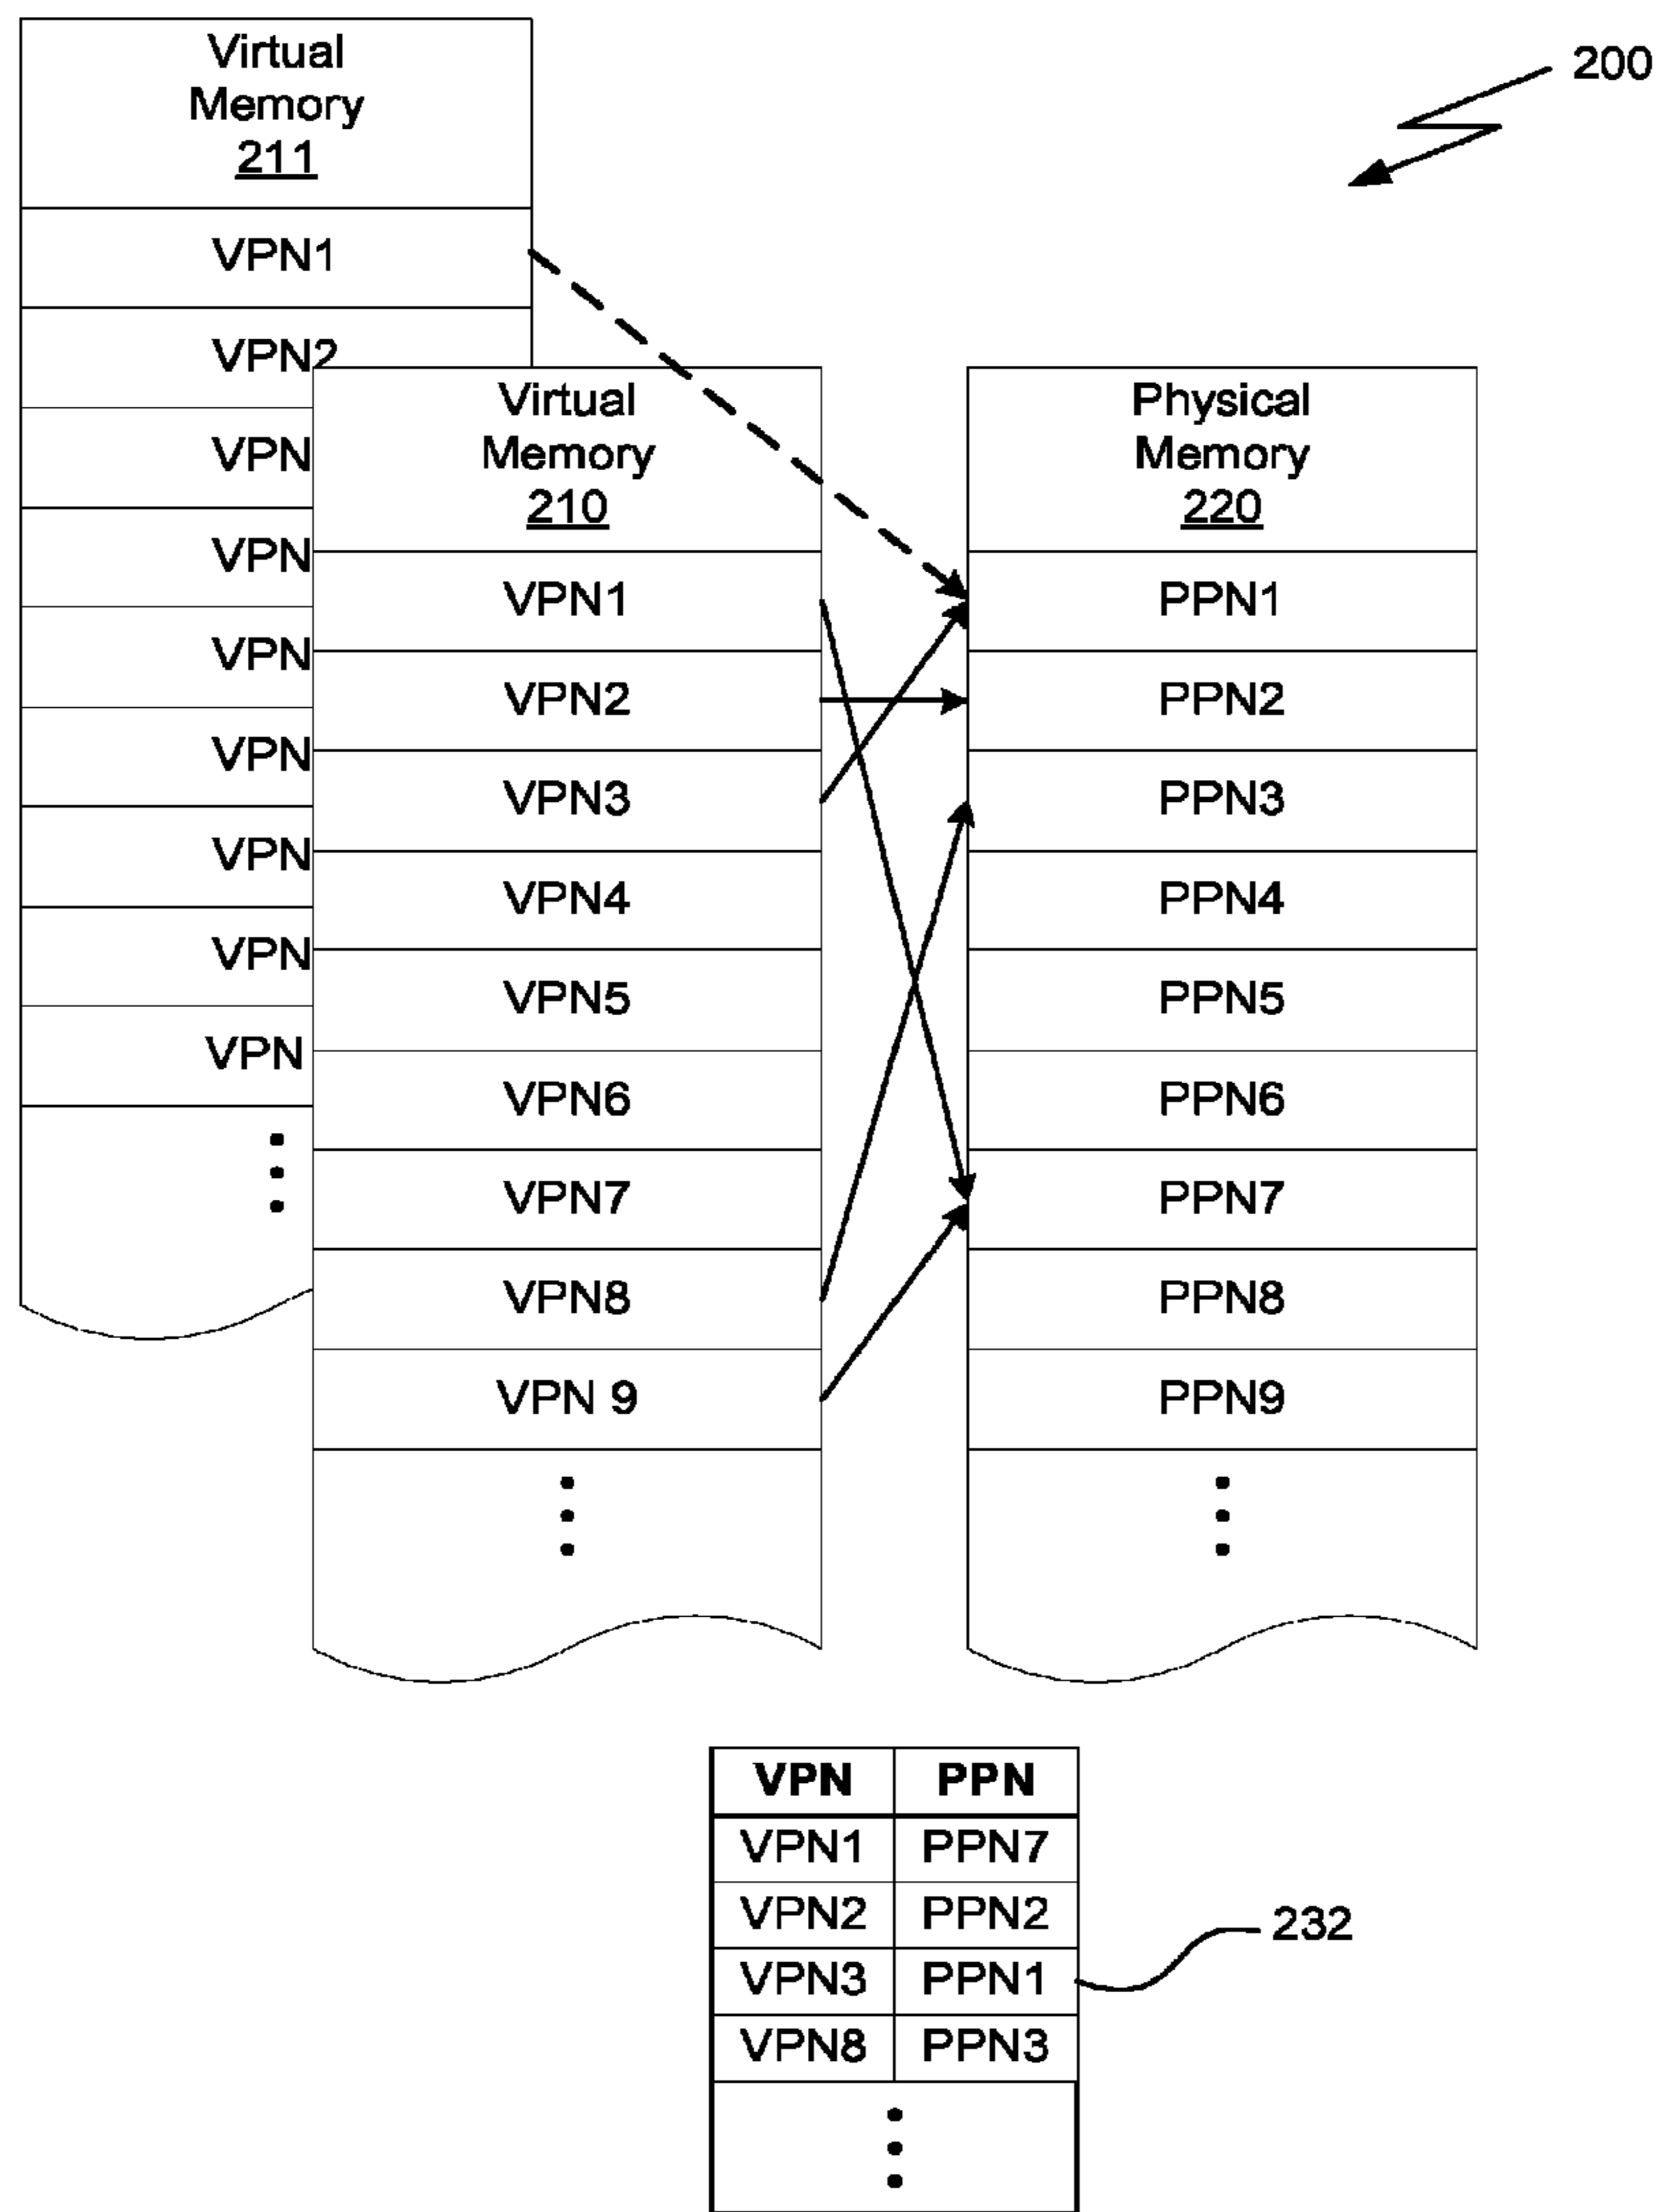 200
Virtual
Memory
211
VPN1
VPN2
VPN
VPN
VPN
VPN
VPN
VPN
VPN
Virtual
Memory
210
VPN1
VPN2
VPN3
VPN4
VPN5
VPN6
VPN7
VPN8
VPN 9
Physical
Memory
220
PPN1
PPN2
PPN3
PPN4
PPN5
PPN6
PPN7
PPN8
PPN9
VPN PPN
VPN1 PPN7
VPN2 PPN2
VPN3 PPN1
VPN8 PPN3
232